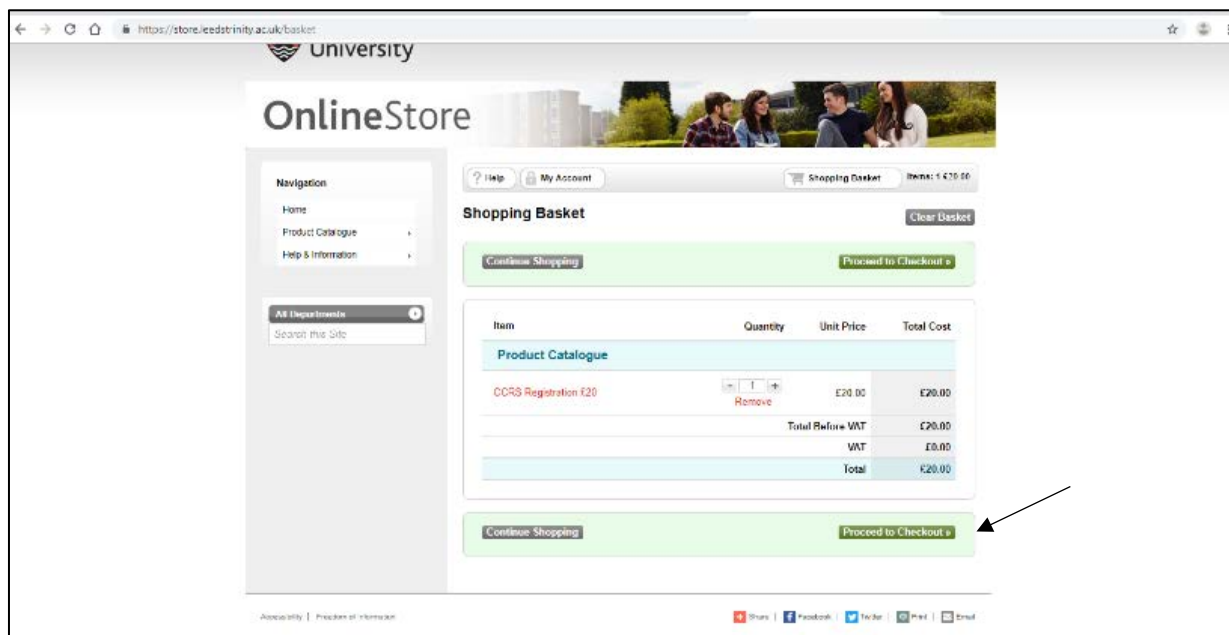 https://store.leedstrinity.ac.uk/basket
University
OnlineStore
Navigation
Home
Product Catalogue
Help & Information
All Departments
Search this Site
? Help My Account Shopping Basket Items: 1 £20.00
Shopping Basket Clear Basket
Continue Shopping Proceed to Checkout »
Item Quantity Unit Price Total Cost
Product Catalogue
CCRS Registration £20 - 1 + £20.00 £20.00
Remove
Total Before VAT £20.00
VAT £0.00
Total £20.00
Continue Shopping Proceed to Checkout »
Accessibility | Freedom of Information Share | Facebook | Twitter | Print | Email